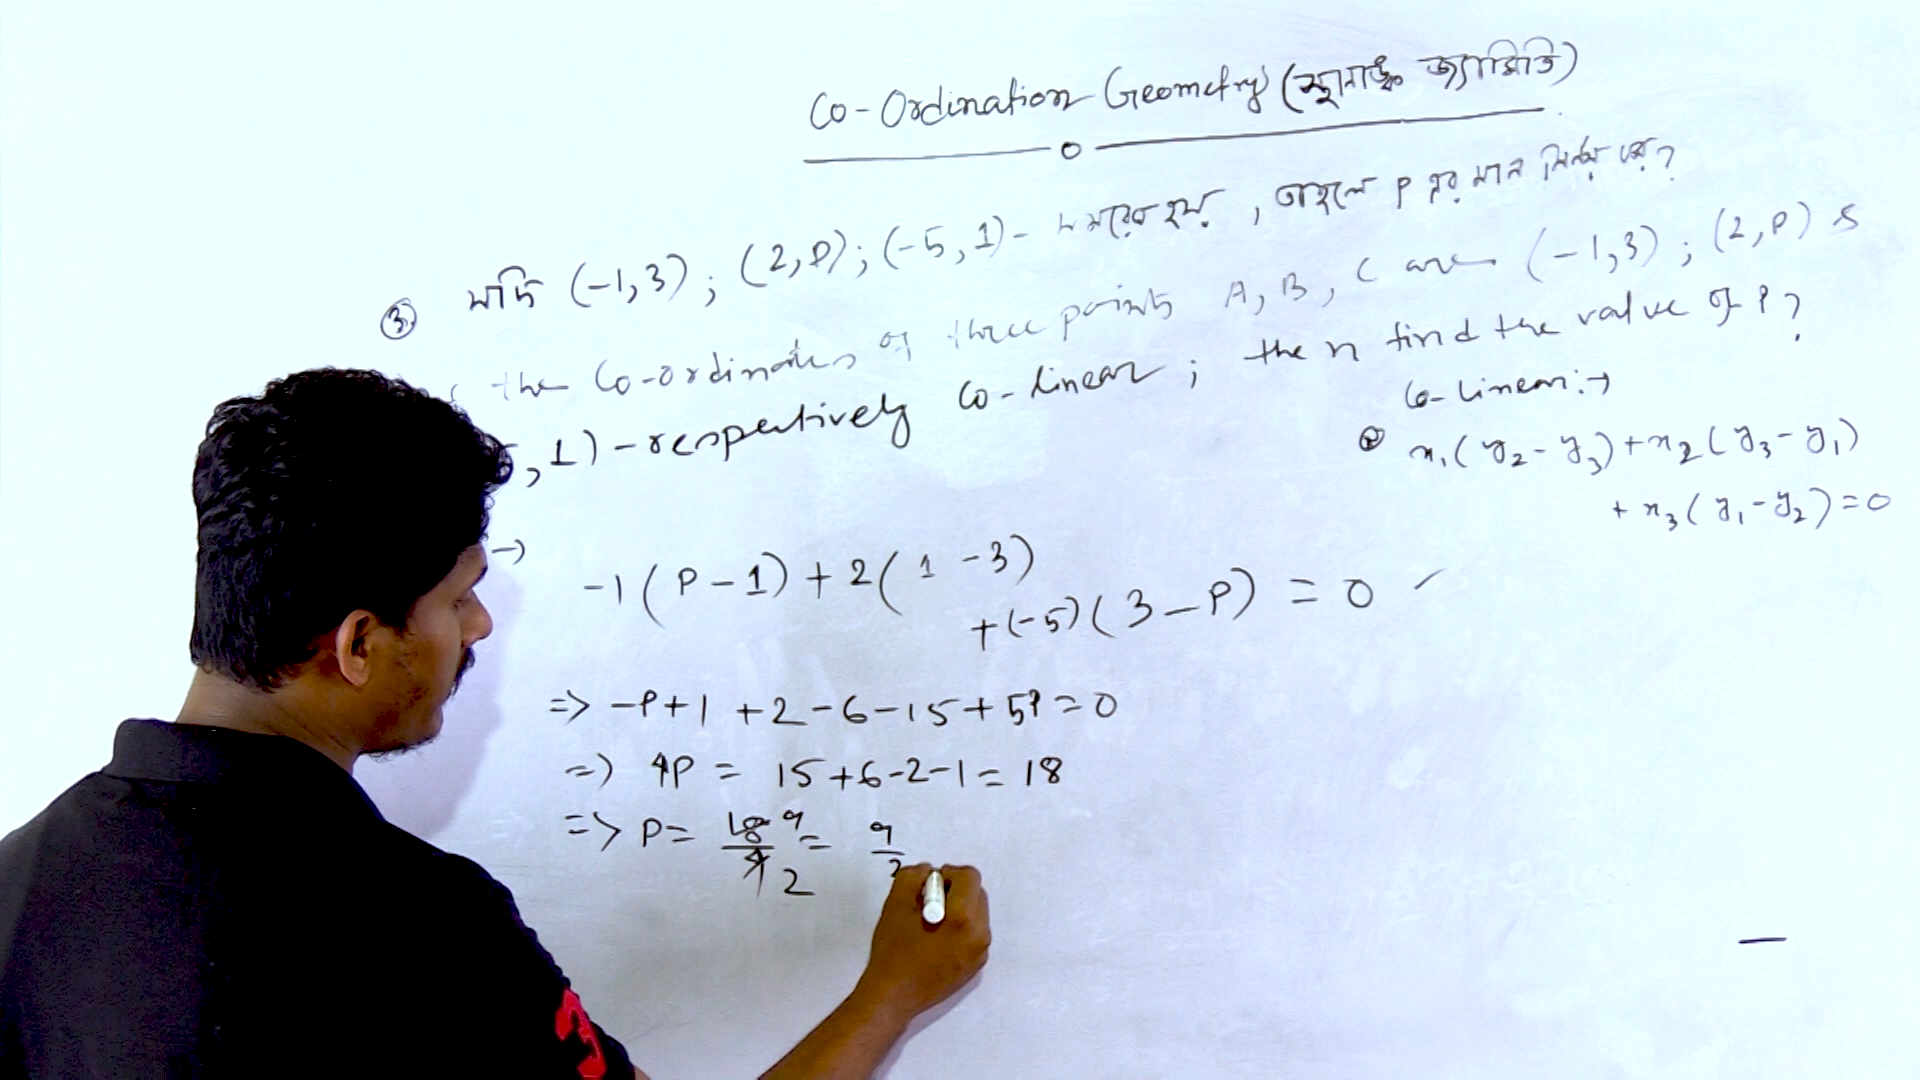 Co-Ordination Geometry (স্থানাঙ্ক জ্যামিতি)
③ যদি (-1,3); (2,P); (-5,1)- সমরেখ হয়, তাহলে P এর মান নির্ণয় কর?
the Co-ordinates of three points A, B, C are (-1,3); (2,P) &
5,1)-respectively Co-linear; then find the value of P?
Co-Linear:→
x₁(y₂-y₃)+x₂(y₃-y₁)
+x₃(y₁-y₂)=0
→ -1(P-1)+2(1-3)
+(-5)(3-P) = 0
=> -P+1+2-6-15+5P=0
=> 4P = 15+6-2-1=18
=> P= 18/4 9 2 = 9/2